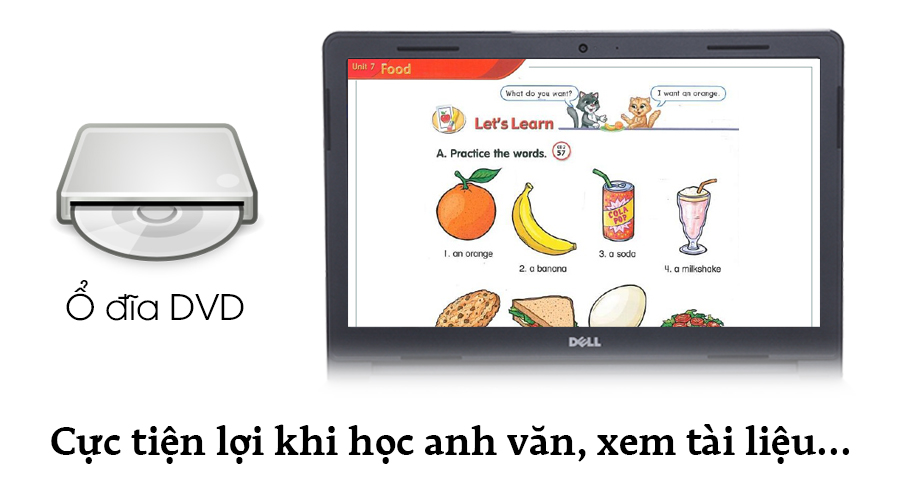 Unit 7 Food
What do you want?
I want an orange.
Let's Learn
A. Practice the words.
57
COLA
POP
1. an orange
2. a banana
3. a soda
4. a milkshake
DELL
Ổ đĩa DVD
Cực tiện lợi khi học anh văn, xem tài liệu...